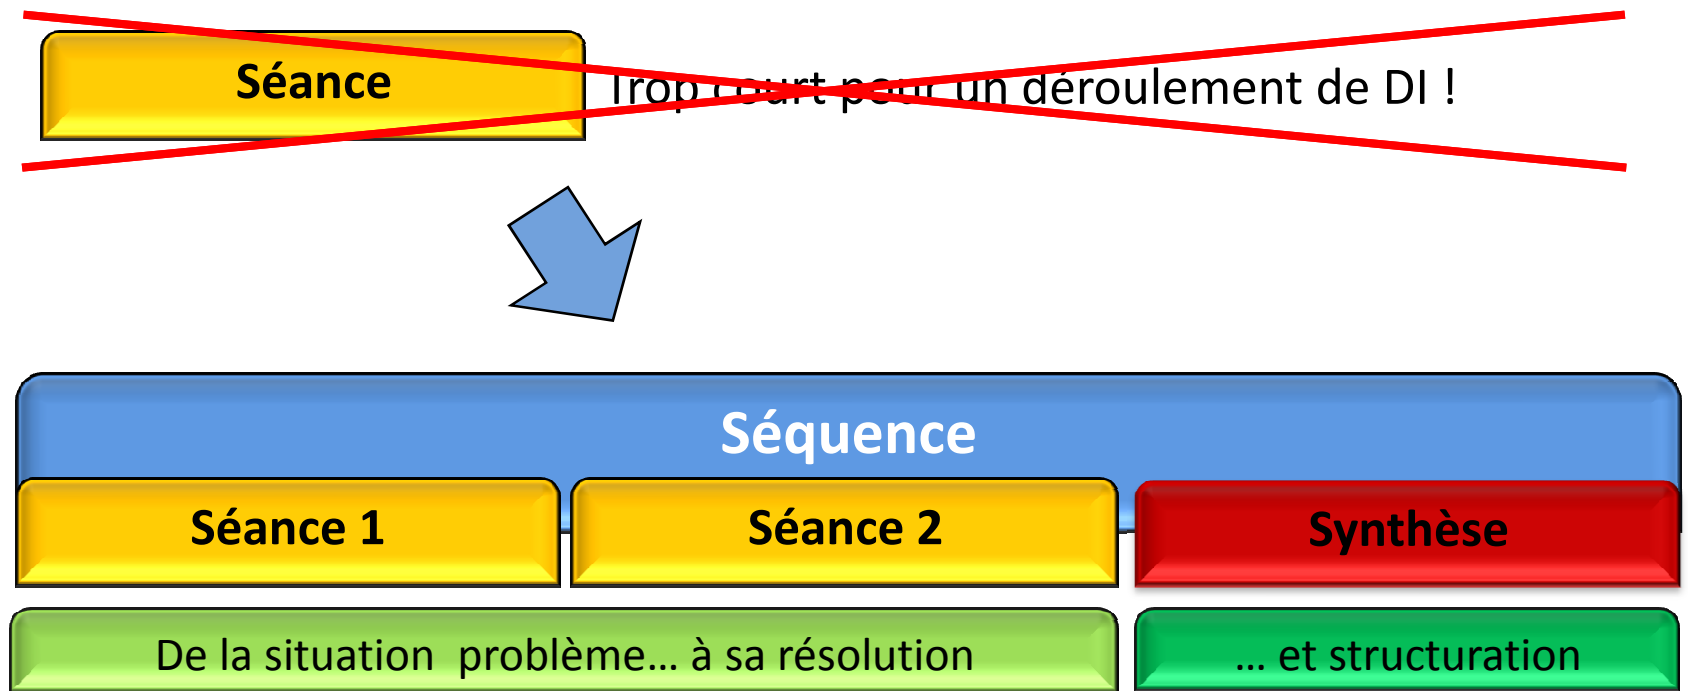 Séance
Trop court pour un déroulement de DI !
Séquence
Séance 1
Séance 2
Synthèse
De la situation problème... à sa résolution
... et structuration